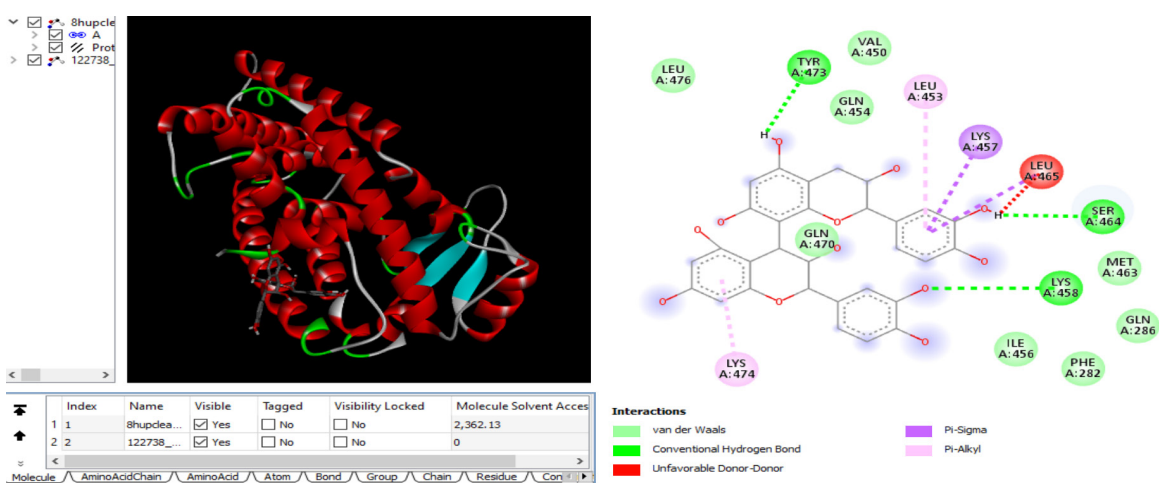 8hupcle
A
Prot
122738_
Index Name Visible Tagged Visibility Locked Molecule Solvent Acces
1 1 8hupclea... Yes No No 2,362.13
2 2 122738_... Yes No No 0
Molecule AminoAcidChain AminoAcid Atom Bond Group Chain Residue Con
VAL
A:450
TYR
A:473
LEU
A:476
LEU
A:453
GLN
A:454
LYS
A:457
LEU
A:465
H
O
O
O
H
SER
A:464
O
O
O
GLN
A:470
O
O
MET
A:463
LYS
A:458
O
O
O
O
GLN
A:286
ILE
A:456
PHE
A:282
LYS
A:474
Interactions
van der Waals
Conventional Hydrogen Bond
Unfavorable Donor-Donor
Pi-Sigma
Pi-Alkyl